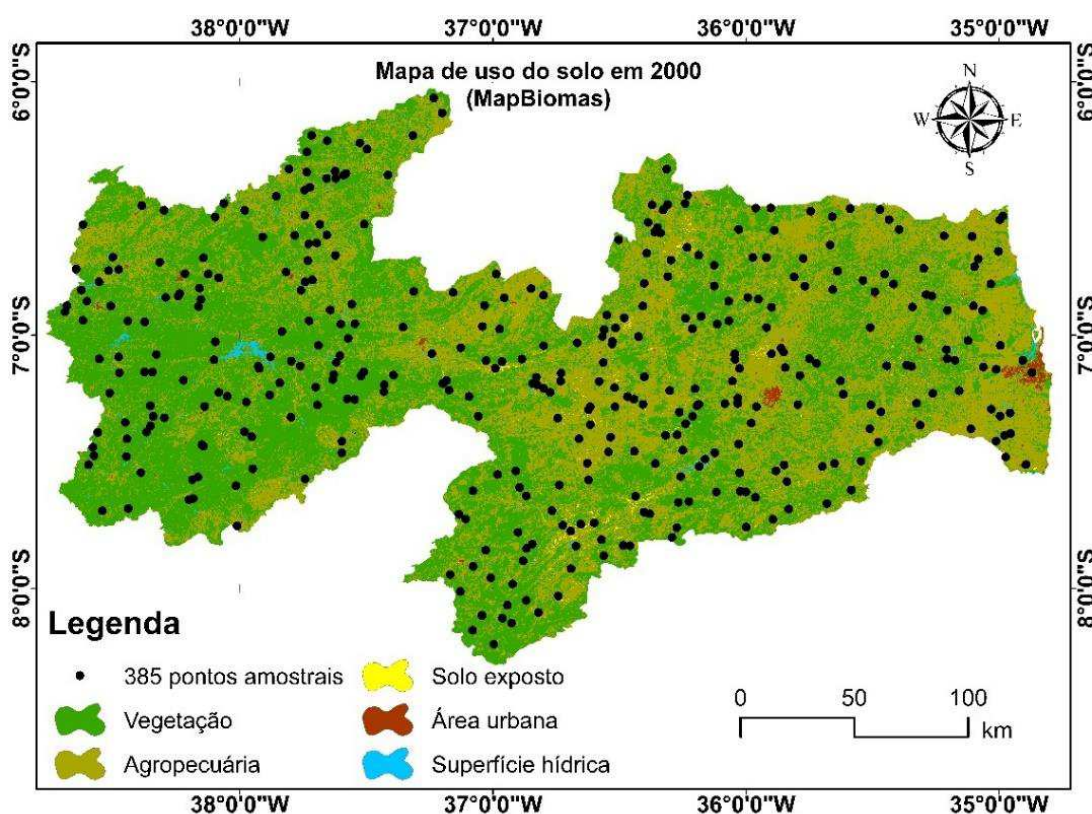 38°0'0"W 37°0'0"W 36°0'0"W 35°0'0"W
Mapa de uso do solo em 2000
(MapBiomas)
N
W E
S
6°0'0"S 6°0'0"S
7°0'0"S 7°0'0"S
8°0'0"S 8°0'0"S
Legenda
385 pontos amostrais
Vegetação
Agropecuária
Solo exposto
Área urbana
Superfície hídrica
0 50 100
km
38°0'0"W 37°0'0"W 36°0'0"W 35°0'0"W